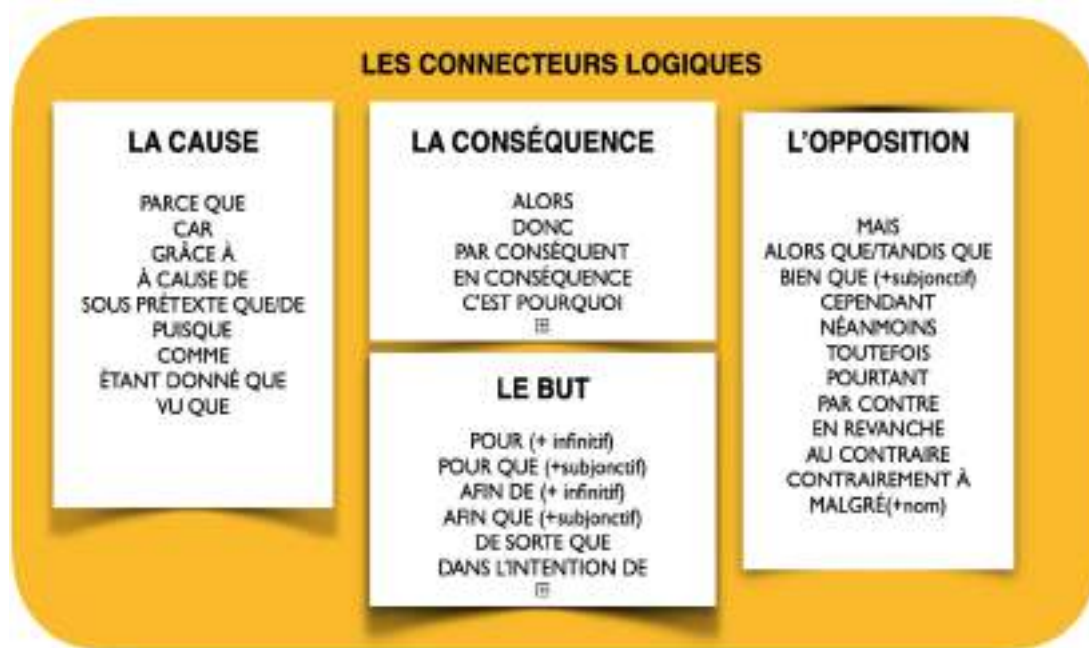 LES CONNECTEURS LOGIQUES
LA CAUSE
PARCE QUE
CAR
GRÂCE À
À CAUSE DE
SOUS PRÉTEXTE QUE/DE
PUISQUE
COMME
ÉTANT DONNÉ QUE
VU QUE
LA CONSÉQUENCE
ALORS
DONC
PAR CONSÉQUENT
EN CONSÉQUENCE
C'EST POURQUOI
LE BUT
POUR (+ infinitif)
POUR QUE (+subjonctif)
AFIN DE (+ infinitif)
AFIN QUE (+subjonctif)
DE SORTE QUE
DANS L'INTENTION DE
L'OPPOSITION
MAIS
ALORS QUE/TANDIS QUE
BIEN QUE (+subjonctif)
CEPENDANT
NÉANMOINS
TOUTEFOIS
POURTANT
PAR CONTRE
EN REVANCHE
AU CONTRAIRE
CONTRAIREMENT À
MALGRÉ(+nom)